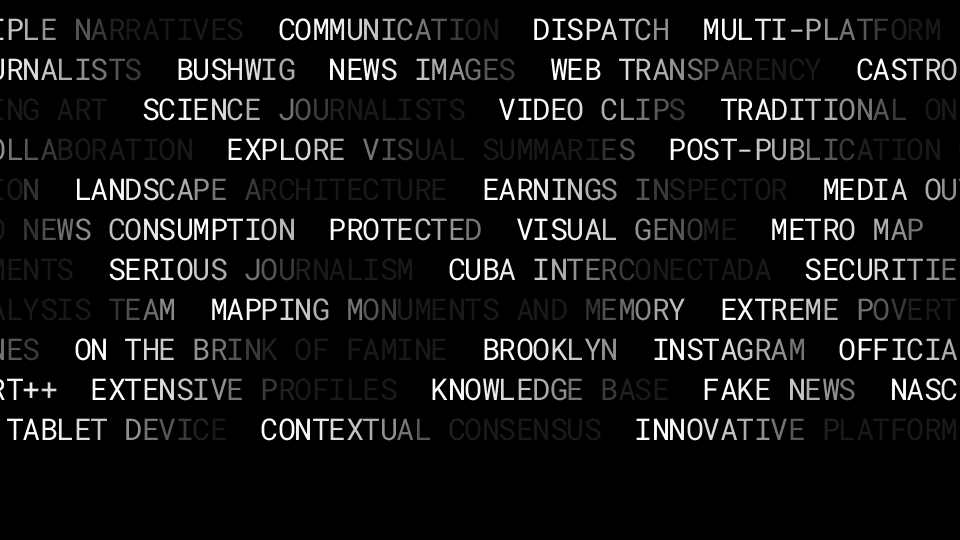 IPLE NARRATIVES COMMUNICATION DISPATCH MULTI-PLATFORM
URNALISTS BUSHWIG NEWS IMAGES WEB TRANSPARENCY CASTRO
ING ART SCIENCE JOURNALISTS VIDEO CLIPS TRADITIONAL ON
OLLABORATION EXPLORE VISUAL SUMMARIES POST-PUBLICATION
ION LANDSCAPE ARCHITECTURE EARNINGS INSPECTOR MEDIA OU
NEWS CONSUMPTION PROTECTED VISUAL GENOME METRO MAP
MENTS SERIOUS JOURNALISM CUBA INTERCONECTADA SECURITIE
ALYSIS TEAM MAPPING MONUMENTS AND MEMORY EXTREME POVERT
NES ON THE BRINK OF FAMINE BROOKLYN INSTAGRAM OFFICIA
RT++ EXTENSIVE PROFILES KNOWLEDGE BASE FAKE NEWS NASC
TABLET DEVICE CONTEXTUAL CONSENSUS INNOVATIVE PLATFORM